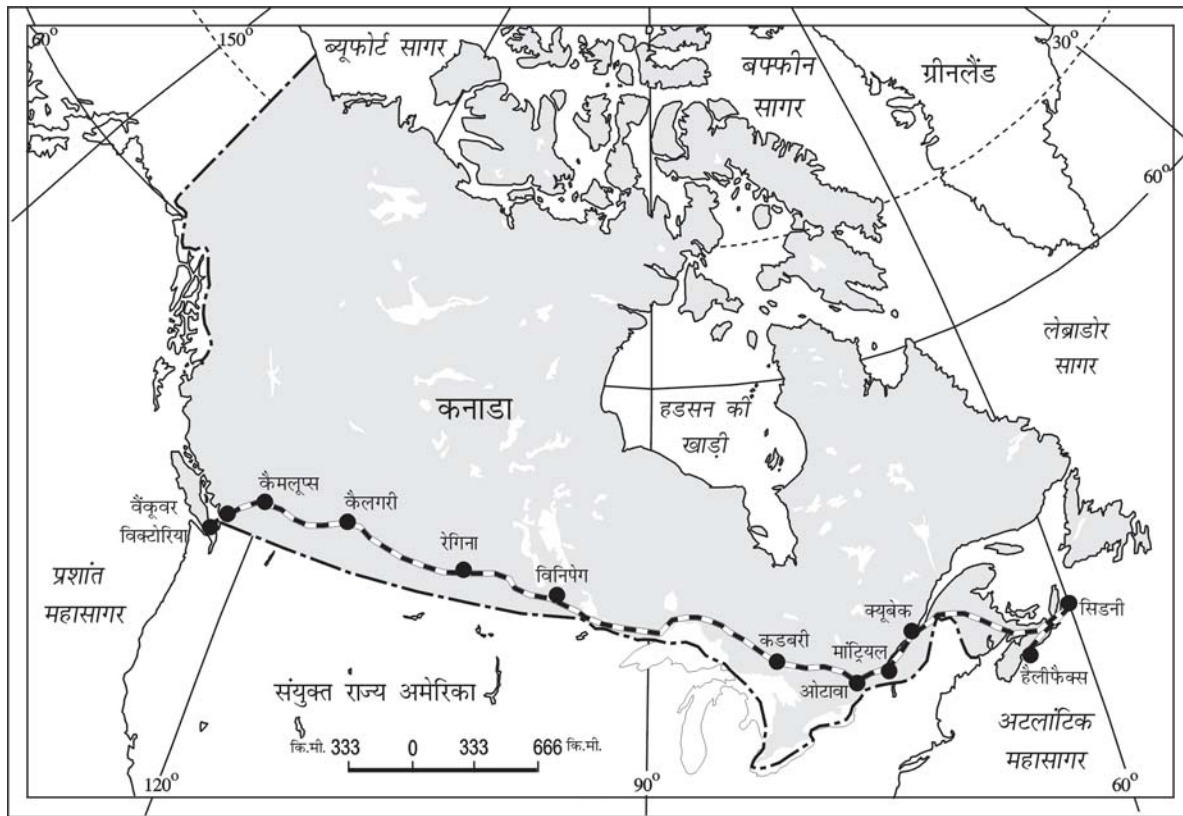 60°
150°
ब्यूफोर्ट सागर
बफ्फीन
सागर
ग्रीनलैंड
30°
60°
लेब्राडोर
सागर
कनाडा
हडसन की
खाड़ी
कैमलूप्स
वैंकूवर
विक्टोरिया
कैलगरी
रेगिना
विनिपेग
प्रशांत
महासागर
क्यूबेक
सिडनी
कडबरी
मांट्रियल
ओटावा
हैलीफैक्स
संयुक्त राज्य अमेरिका
अटलांटिक
महासागर
कि.मी. 333 0 333 666 कि.मी.
120°
90°
60°